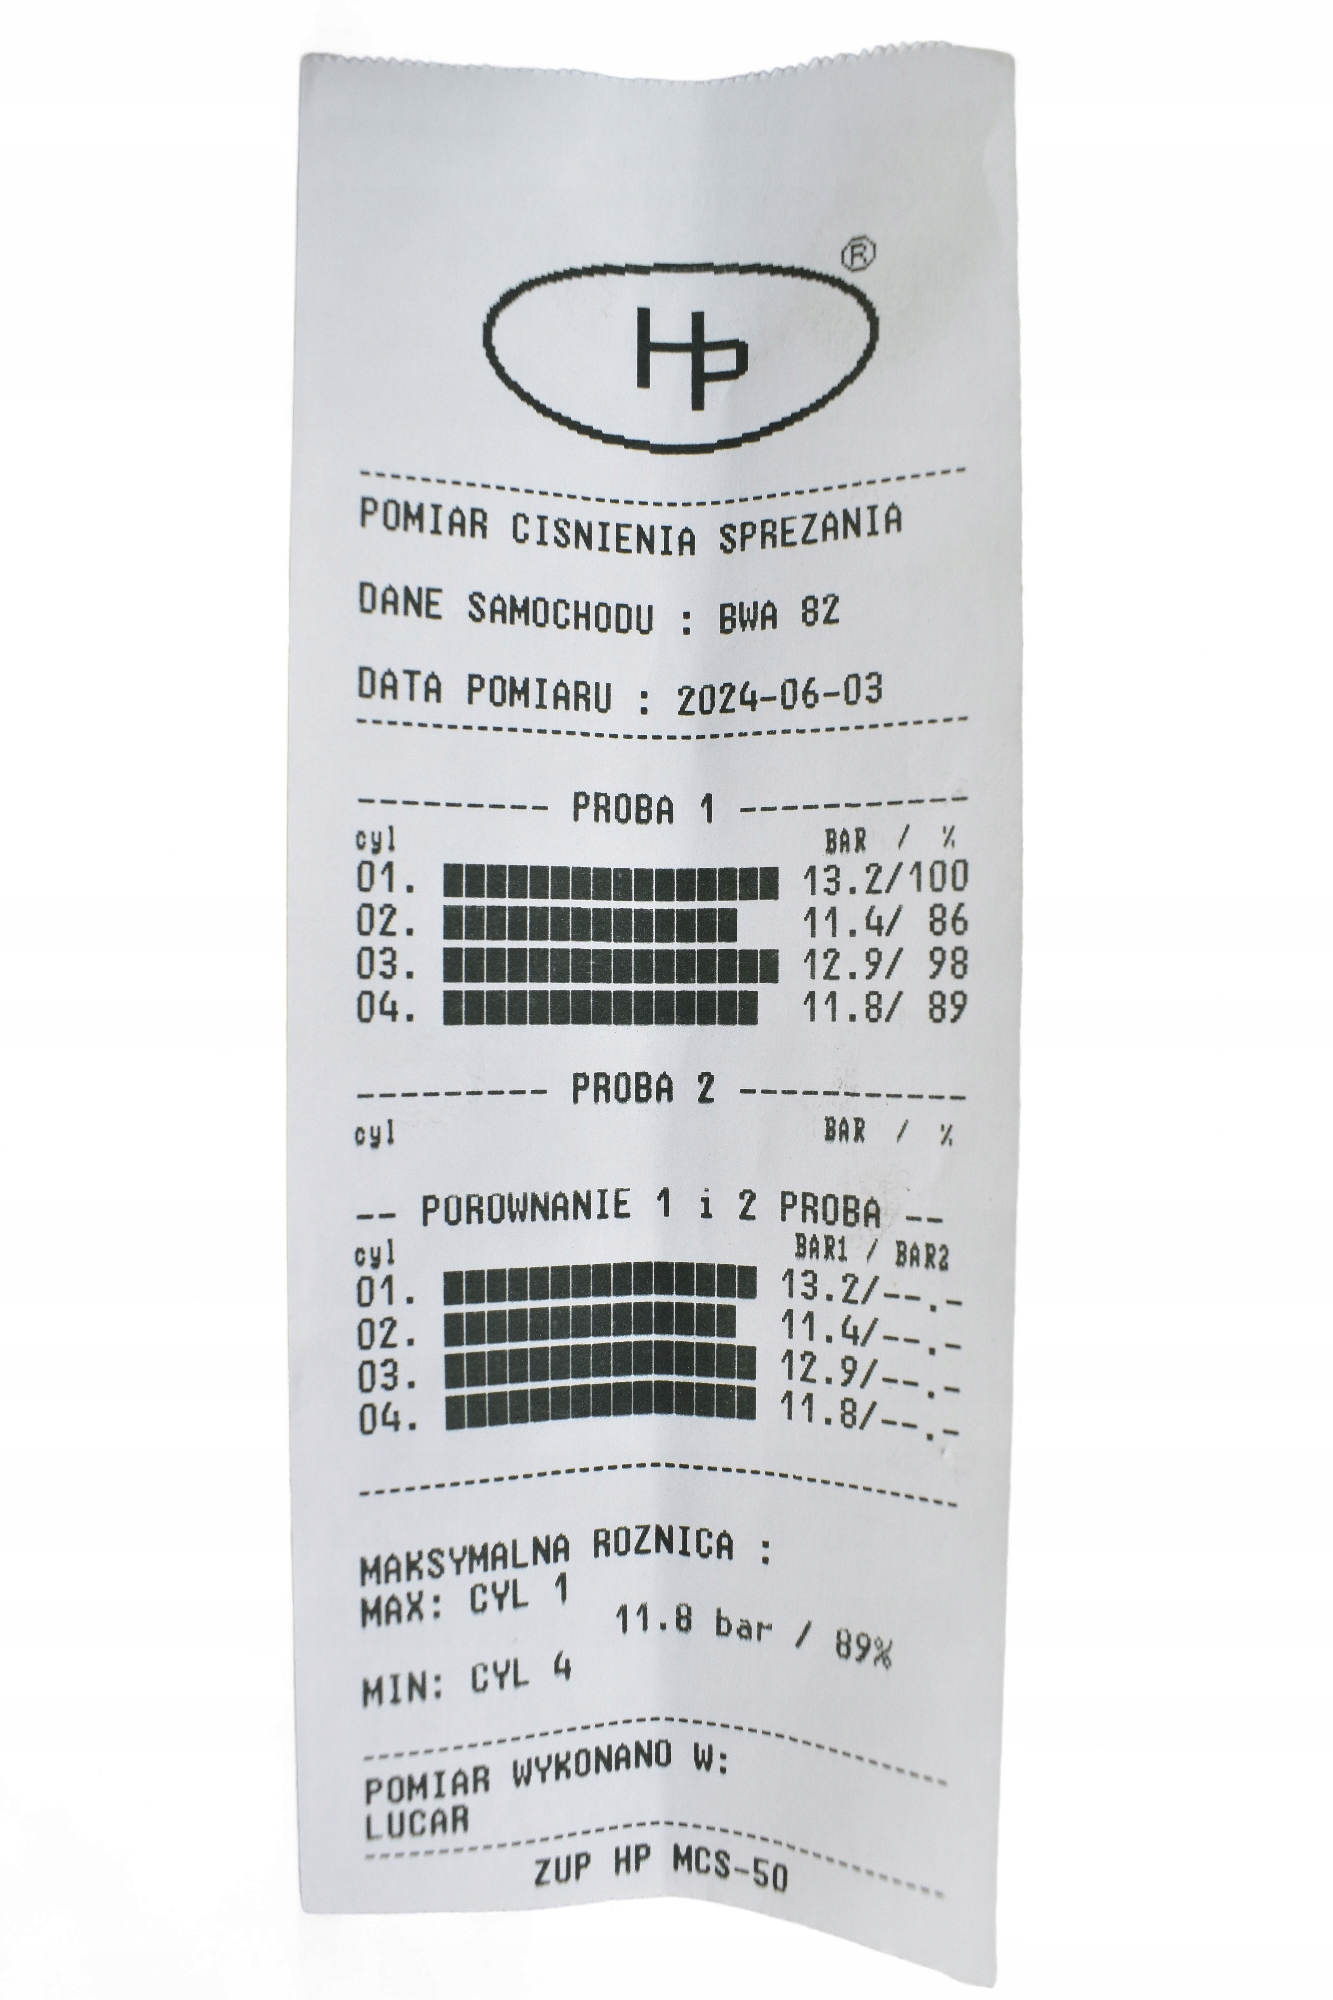 HP ®
POMIAR CISNIENIA SPREZANIA
DANE SAMOCHODU : BWA 82
DATA POMIARU : 2024-06-03
--------- PROBA 1 -----------
cyl BAR / %
01. 13.2/100
02. 11.4/ 86
03. 12.9/ 98
04. 11.8/ 89
--------- PROBA 2 -----------
cyl BAR / %
-- POROWNANIE 1 i 2 PROBA --
cyl BAR1 / BAR2
01. 13.2/--.-
02. 11.4/--.-
03. 12.9/--.-
04. 11.8/--.-
MAKSYMALNA ROZNICA :
MAX: CYL 1
11.8 bar / 89%
MIN: CYL 4
POMIAR WYKONANO W:
LUCAR
ZUP HP MCS-50